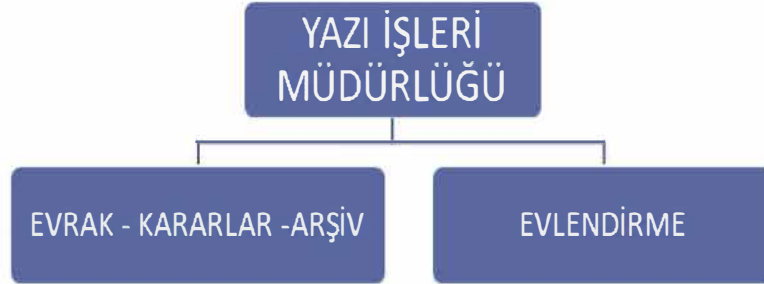 YAZI İŞLERİ
MÜDÜRLÜĞÜ
EVRAK - KARARLAR -ARŞİV
EVLENDİRME